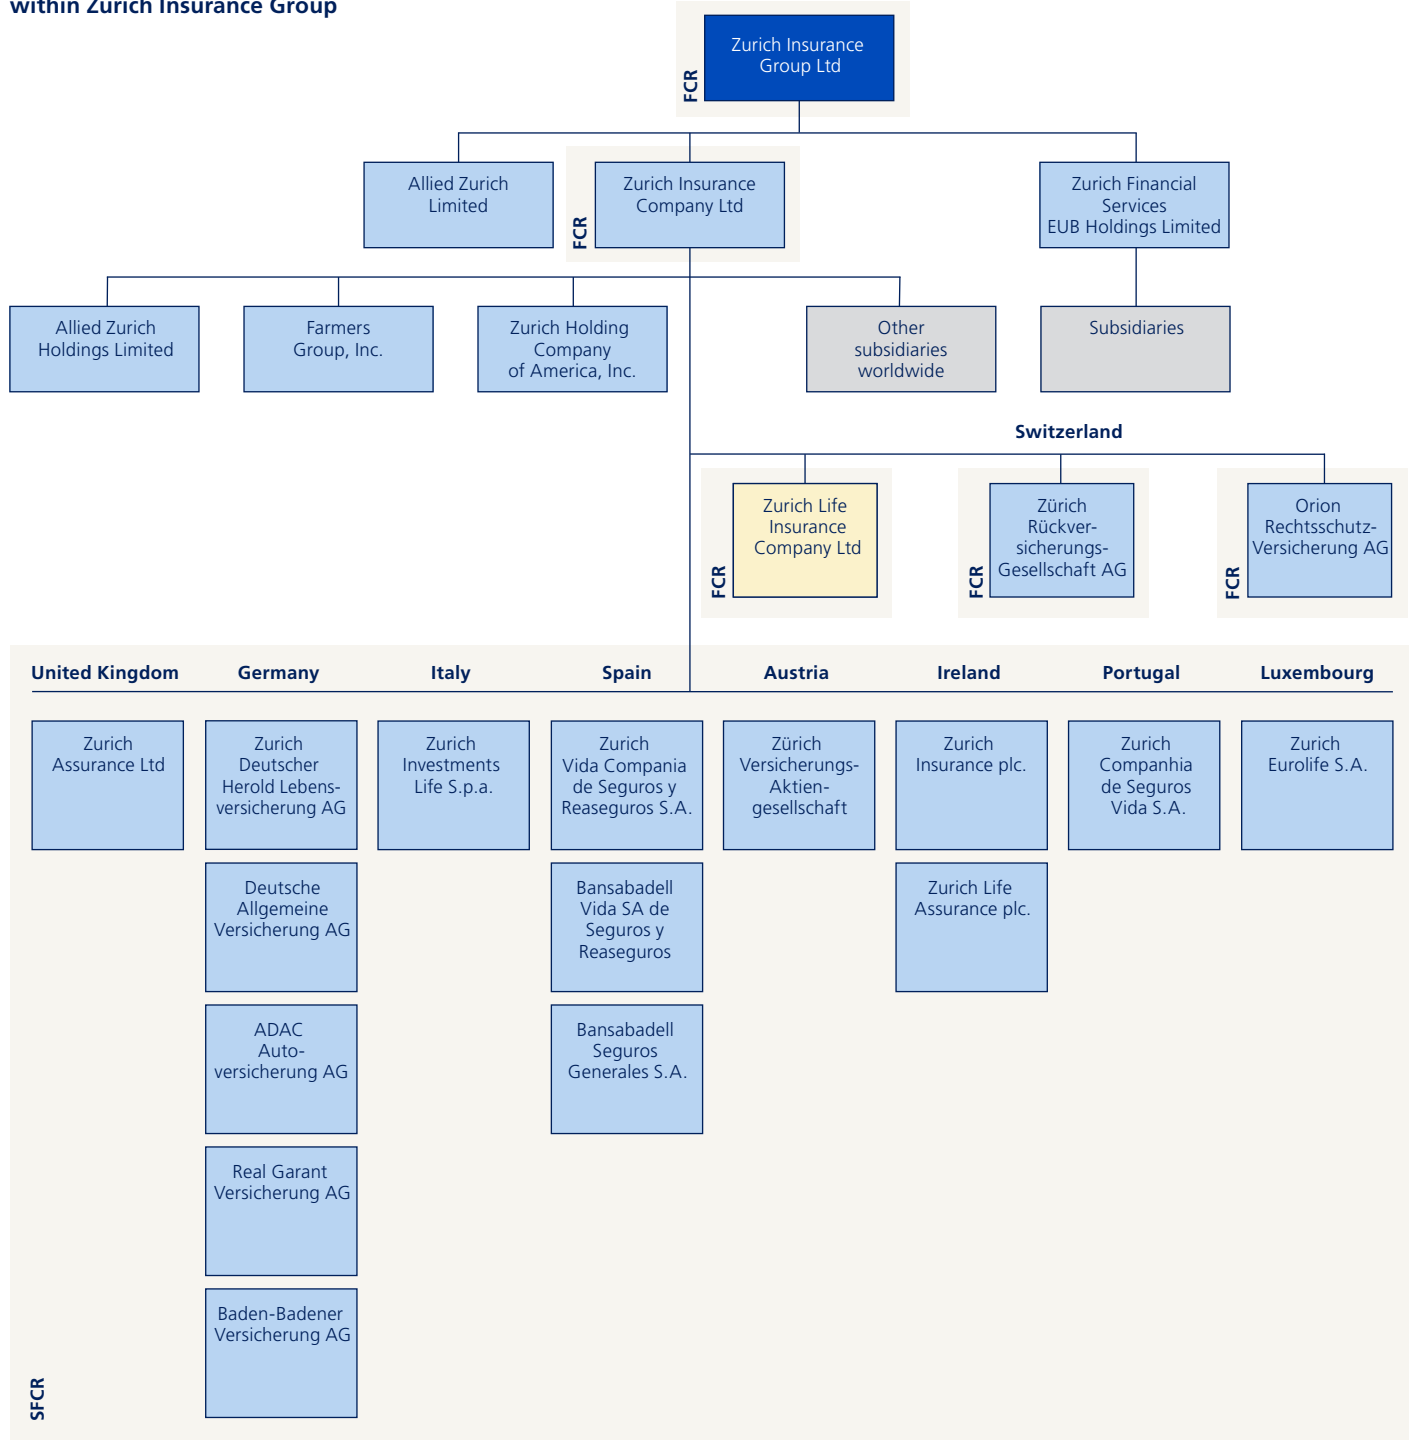 within Zurich Insurance Group
Zurich Insurance
Group Ltd
FCR
Allied Zurich
Limited
Zurich Insurance
Company Ltd
FCR
Zurich Financial
Services
EUB Holdings Limited
Allied Zurich
Holdings Limited
Farmers
Group, Inc.
Zurich Holding
Company
of America, Inc.
Other
subsidiaries
worldwide
Subsidiaries
Switzerland
Zurich Life
Insurance
Company Ltd
FCR
Zürich
Rückver-
sicherungs-
Gesellschaft AG
FCR
Orion
Rechtsschutz-
Versicherung AG
FCR
United Kingdom
Germany
Italy
Spain
Austria
Ireland
Portugal
Luxembourg
Zurich
Assurance Ltd
Zurich
Deutscher
Herold Lebens-
versicherung AG
Zurich
Investments
Life S.p.a.
Zurich
Vida Compania
de Seguros y
Reaseguros S.A.
Zürich
Versicherungs-
Aktien-
gesellschaft
Zurich
Insurance plc.
Zurich
Companhia
de Seguros
Vida S.A.
Zurich
Eurolife S.A.
Deutsche
Allgemeine
Versicherung AG
Bansabadell
Vida SA de
Seguros y
Reaseguros
Zurich Life
Assurance plc.
ADAC
Auto-
versicherung AG
Bansabadell
Seguros
Generales S.A.
Real Garant
Versicherung AG
Baden-Badener
Versicherung AG
SFCR